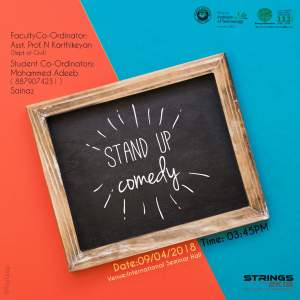 FacultyCo-Ordinator:
Asst. Prof. N Karthikeyan
(Dept of Civil)
Student Co-Ordinators:
Mohammed Adeeb
( 8879074231 )
Sainaz
STAND UP
comedy
Time: 03:45PM
Date:09/04/2018
Venue:International Seminar Hall
STRINGS
2K18